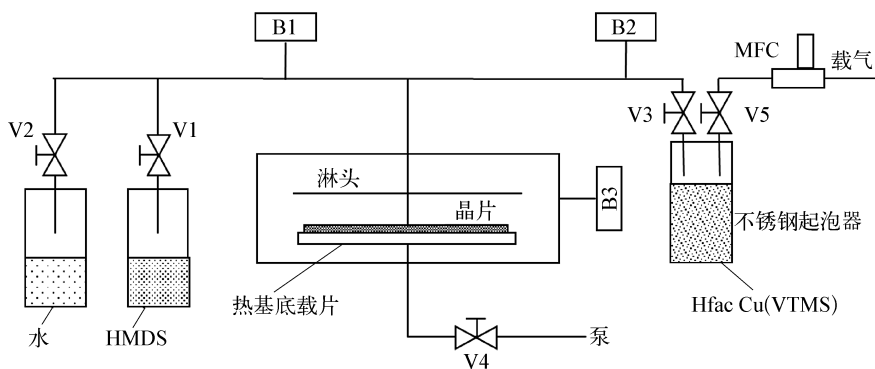 B1
B2
MFC
载气
V2
V1
V3
V5
淋头
晶片
B3
不锈钢起泡器
热基底载片
Hfac Cu(VTMS)
水
HMDS
泵
V4